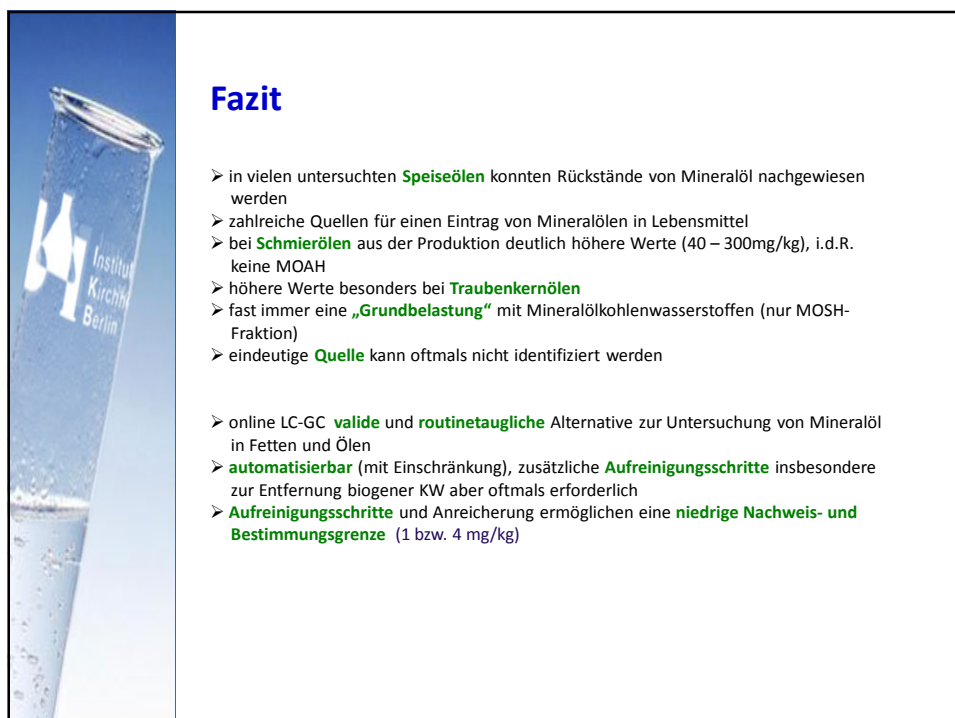 Institu
Kirchh
Berlin
Fazit
➢ in vielen untersuchten Speiseölen konnten Rückstände von Mineralöl nachgewiesen
werden
➢ zahlreiche Quellen für einen Eintrag von Mineralölen in Lebensmittel
➢ bei Schmierölen aus der Produktion deutlich höhere Werte (40 – 300mg/kg), i.d.R.
keine MOAH
➢ höhere Werte besonders bei Traubenkernölen
➢ fast immer eine „Grundbelastung“ mit Mineralölkohlenwasserstoffen (nur MOSH-
Fraktion)
➢ eindeutige Quelle kann oftmals nicht identifiziert werden
➢ online LC-GC valide und routinetaugliche Alternative zur Untersuchung von Mineralöl
in Fetten und Ölen
➢ automatisierbar (mit Einschränkung), zusätzliche Aufreinigungsschritte insbesondere
zur Entfernung biogener KW aber oftmals erforderlich
➢ Aufreinigungsschritte und Anreicherung ermöglichen eine niedrige Nachweis- und
Bestimmungsgrenze (1 bzw. 4 mg/kg)